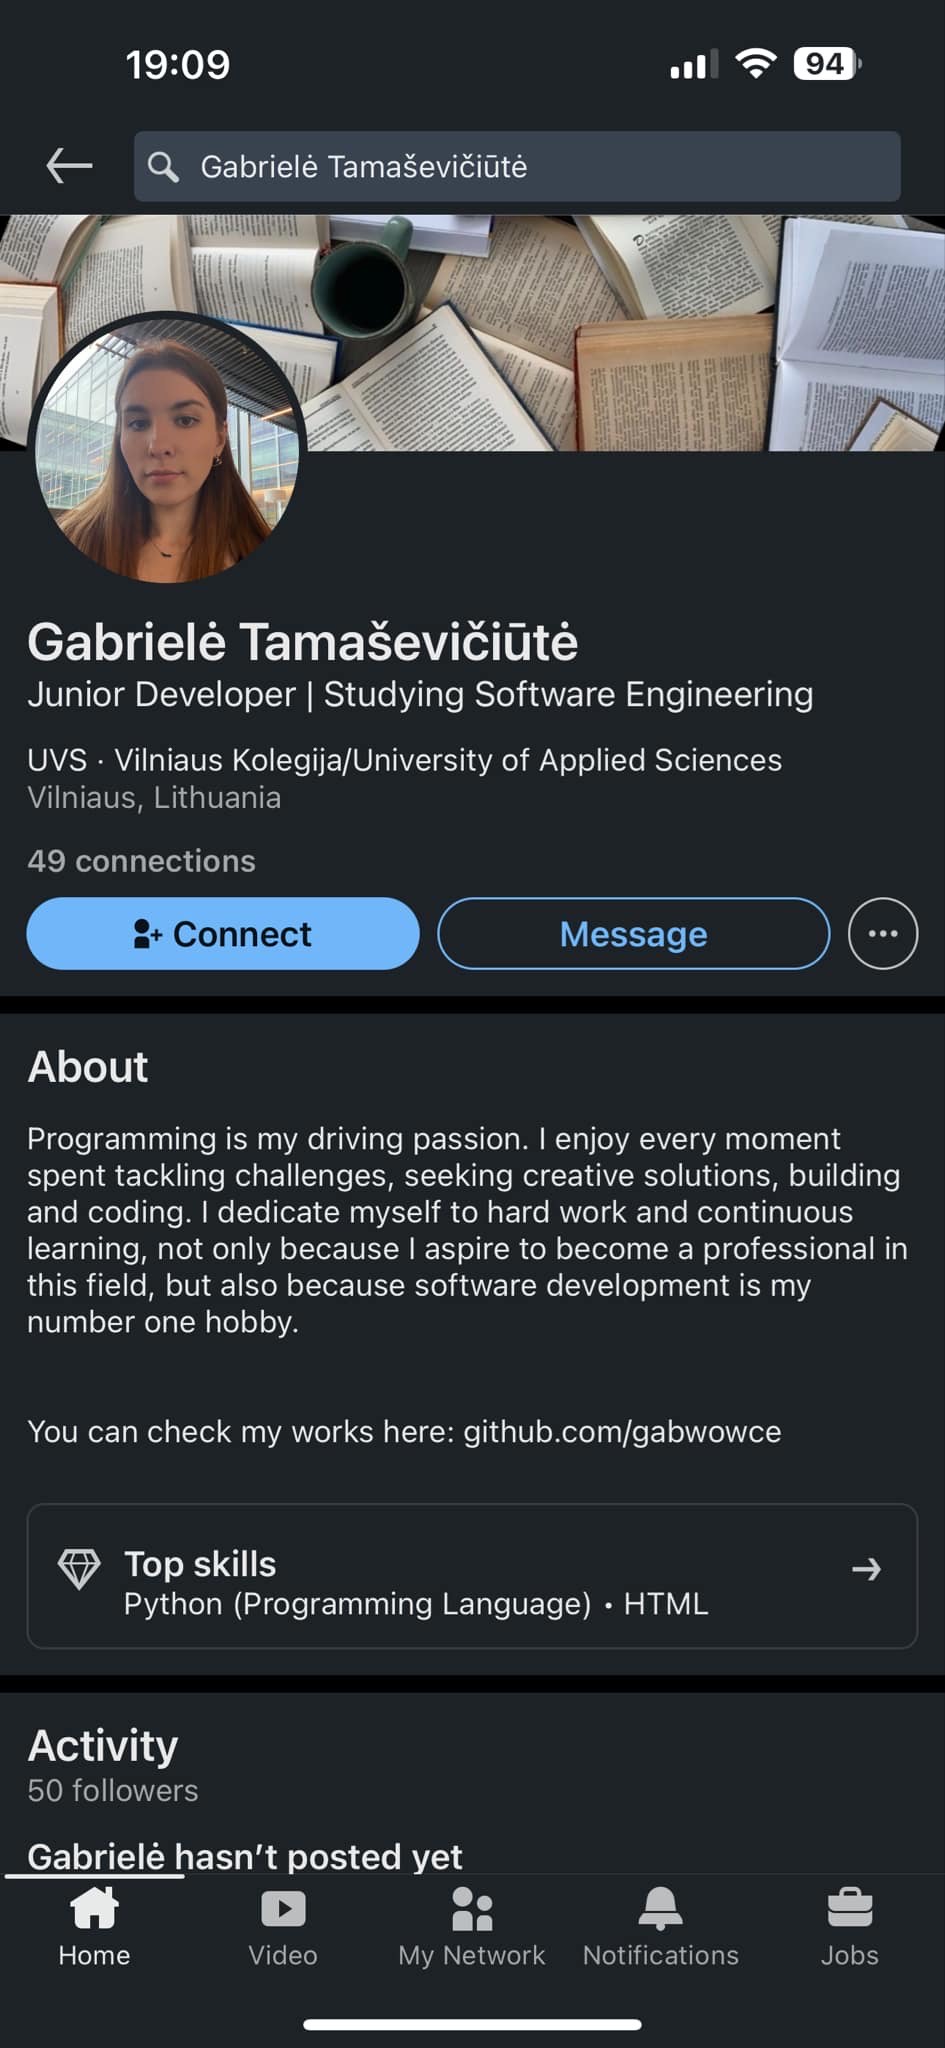 19:09
94
Gabrielė Tamaševičiūtė
Gabrielė Tamaševičiūtė
Junior Developer | Studying Software Engineering
UVS · Vilniaus Kolegija/University of Applied Sciences
Vilniaus, Lithuania
49 connections
Connect
Message
About
Programming is my driving passion. I enjoy every moment
spent tackling challenges, seeking creative solutions, building
and coding. I dedicate myself to hard work and continuous
learning, not only because I aspire to become a professional in
this field, but also because software development is my
number one hobby.
You can check my works here: github.com/gabwowce
Top skills
Python (Programming Language) • HTML
Activity
50 followers
Gabrielė hasn’t posted yet
Home
Video
My Network
Notifications
Jobs